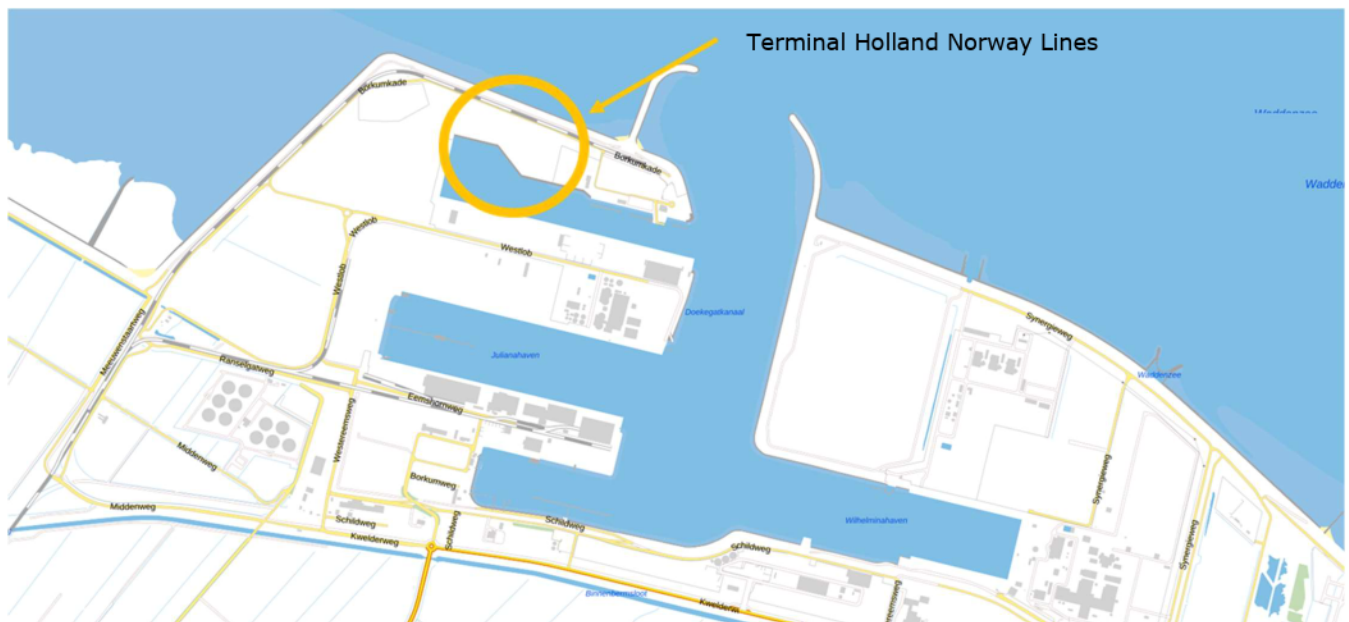 Terminal Holland Norway Lines
Borkumkade
Waddenzee
Borkumkade
Westlob
Westlob
Westlob
Doekegatkanaal
Synergieweg
Meeuwenstaartweg
Julianahaven
Ranselgatweg
Waddenzee
Eemshornweg
Westereemsweg
Middenweg
Borkumweg
Synergieweg
Middenweg
Schildweg
Schildweg
Schildweg
Wilhelminahaven
Kwelderweg
Schildweg
Synergieweg
Binnenbermsloot